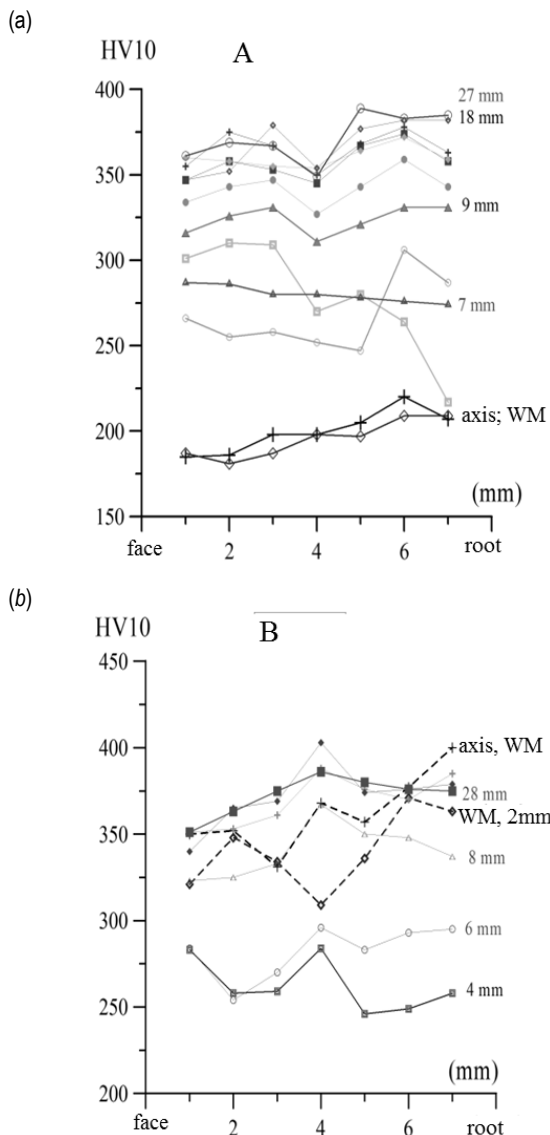 (a)
HV10
A
400
27 mm
18 mm
350
9 mm
300
7 mm
250
axis; WM
200
(mm)
150
face
2
4
6
root
(b)
HV10
B
450
400
axis, WM
28 mm
WM, 2mm
350
8 mm
300
6 mm
4 mm
250
(mm)
200
face
2
4
6
root